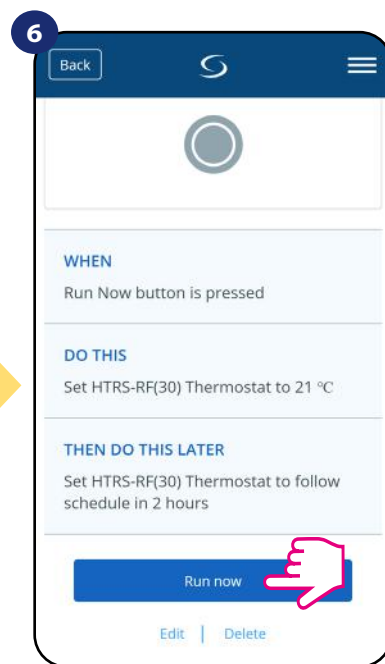 6
Back
WHEN
Run Now button is pressed
DO THIS
Set HTRS-RF(30) Thermostat to 21 °C
THEN DO THIS LATER
Set HTRS-RF(30) Thermostat to follow
schedule in 2 hours
Run now
Edit | Delete